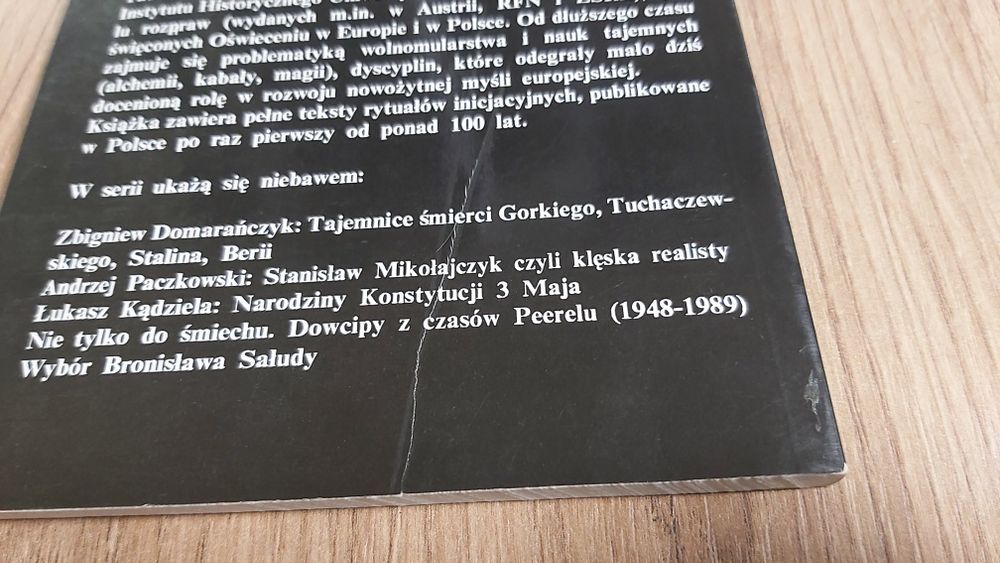 Instytutu Historycznego
lu rozpraw (wydanych m.in. w Austrii, RFN i
święconych Oświeceniu w Europie i w Polsce. Od dłuższego czasu
zajmuje się problematyką wolnomularstwa i nauk tajemnych
(alchemii, kabały, magii), dyscyplin, które odegrały mało dziś
docenioną rolę w rozwoju nowożytnej myśli europejskiej.
Książka zawiera pełne teksty rytuałów inicjacyjnych, publikowane
w Polsce po raz pierwszy od ponad 100 lat.
W serii ukażą się niebawem:
Zbigniew Domarańczyk: Tajemnice śmierci Gorkiego, Tuchaczew-
skiego, Stalina, Berii
Andrzej Paczkowski: Stanisław Mikołajczyk czyli klęska realisty
Łukasz Kądziela: Narodziny Konstytucji 3 Maja
Nie tylko do śmiechu. Dowcipy z czasów Peerelu (1948-1989)
Wybór Bronisława Sałudy